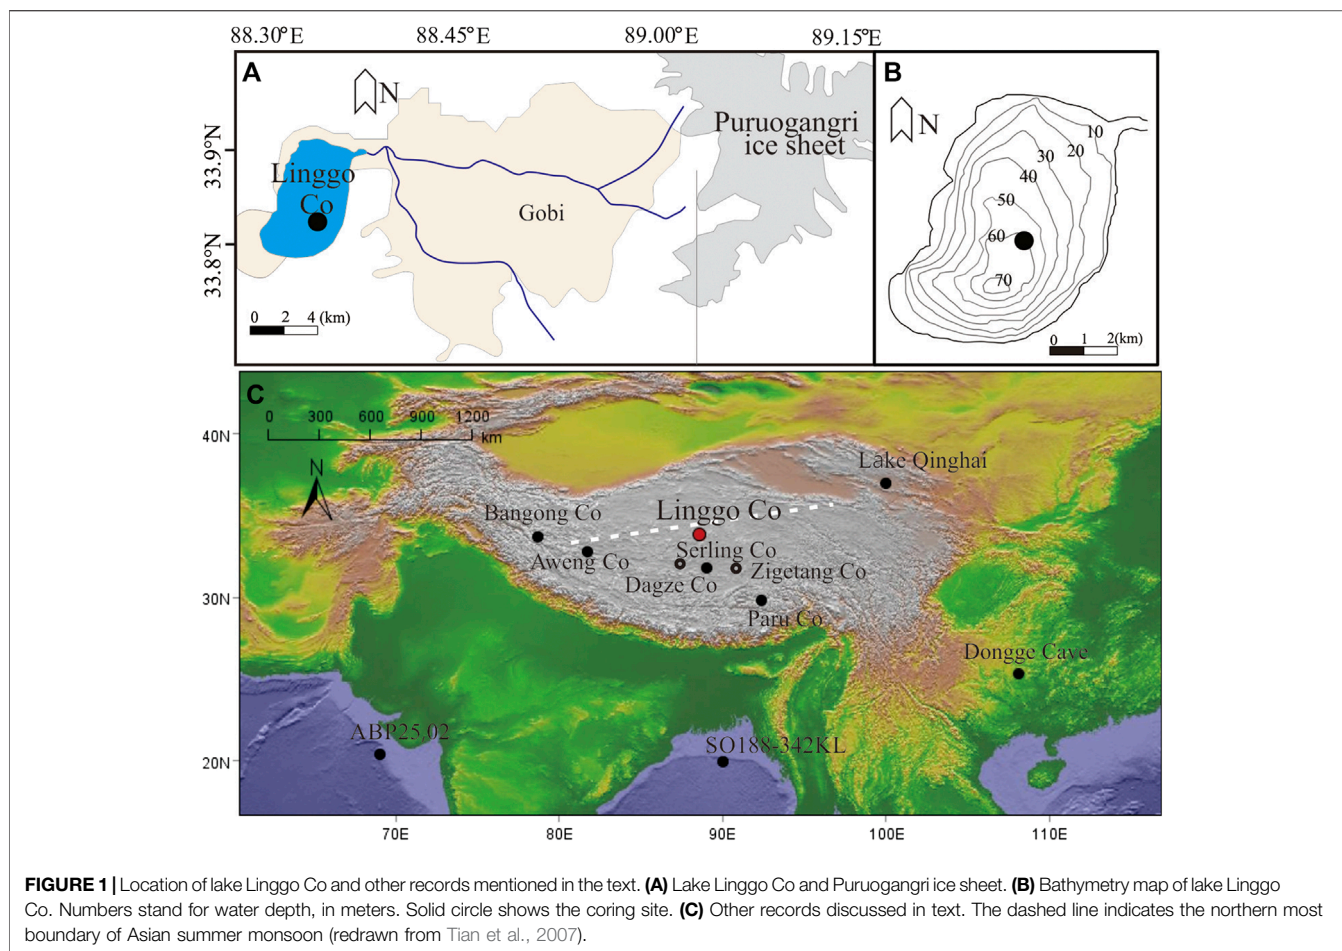 88.30°E 88.45°E 89.00°E 89.15°E
A
N
33.9°N
33.8°N
Linggo
Co
Gobi
Puruogangri
ice sheet
0 2 4 (km)
B
N
10
20
30
40
50
60
70
0 1 2(km)
C
0 300 600 900 1200
km
N
40N
30N
20N
Lake Qinghai
Bangong Co
Linggo Co
Aweng Co
Serling Co
Dagze Co
Zigetang Co
Paru Co
Dongge Cave
ABP25,02
SO188-342KL
70E 80E 90E 100E 110E
FIGURE 1 | Location of lake Linggo Co and other records mentioned in the text. (A) Lake Linggo Co and Puruogangri ice sheet. (B) Bathymetry map of lake Linggo
Co. Numbers stand for water depth, in meters. Solid circle shows the coring site. (C) Other records discussed in text. The dashed line indicates the northern most
boundary of Asian summer monsoon (redrawn from Tian et al., 2007).